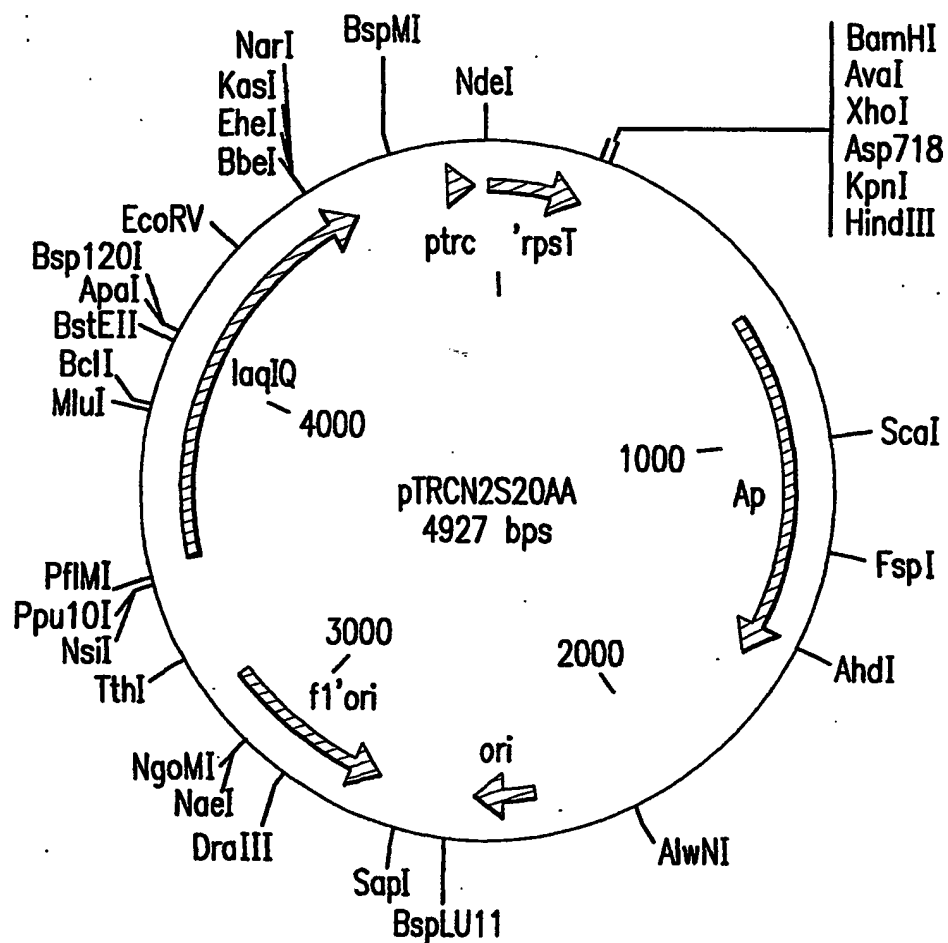 BspMI
NarI
KasI
EheI
BbeI
NdeI
BamHI
AvaI
XhoI
Asp718
KpnI
HindIII
EcoRV
Bsp120I
ApaI
BstEII
BclI
MluI
ptrc
'rpsT
laqIQ
4000
1000
ScaI
pTRCN2S20AA
4927 bps
Ap
FspI
PflMI
Ppu10I
NsiI
TthI
3000
f1'ori
2000
AhdI
NgoMI
NaeI
DraIII
ori
AlwNI
SapI
BspLU11